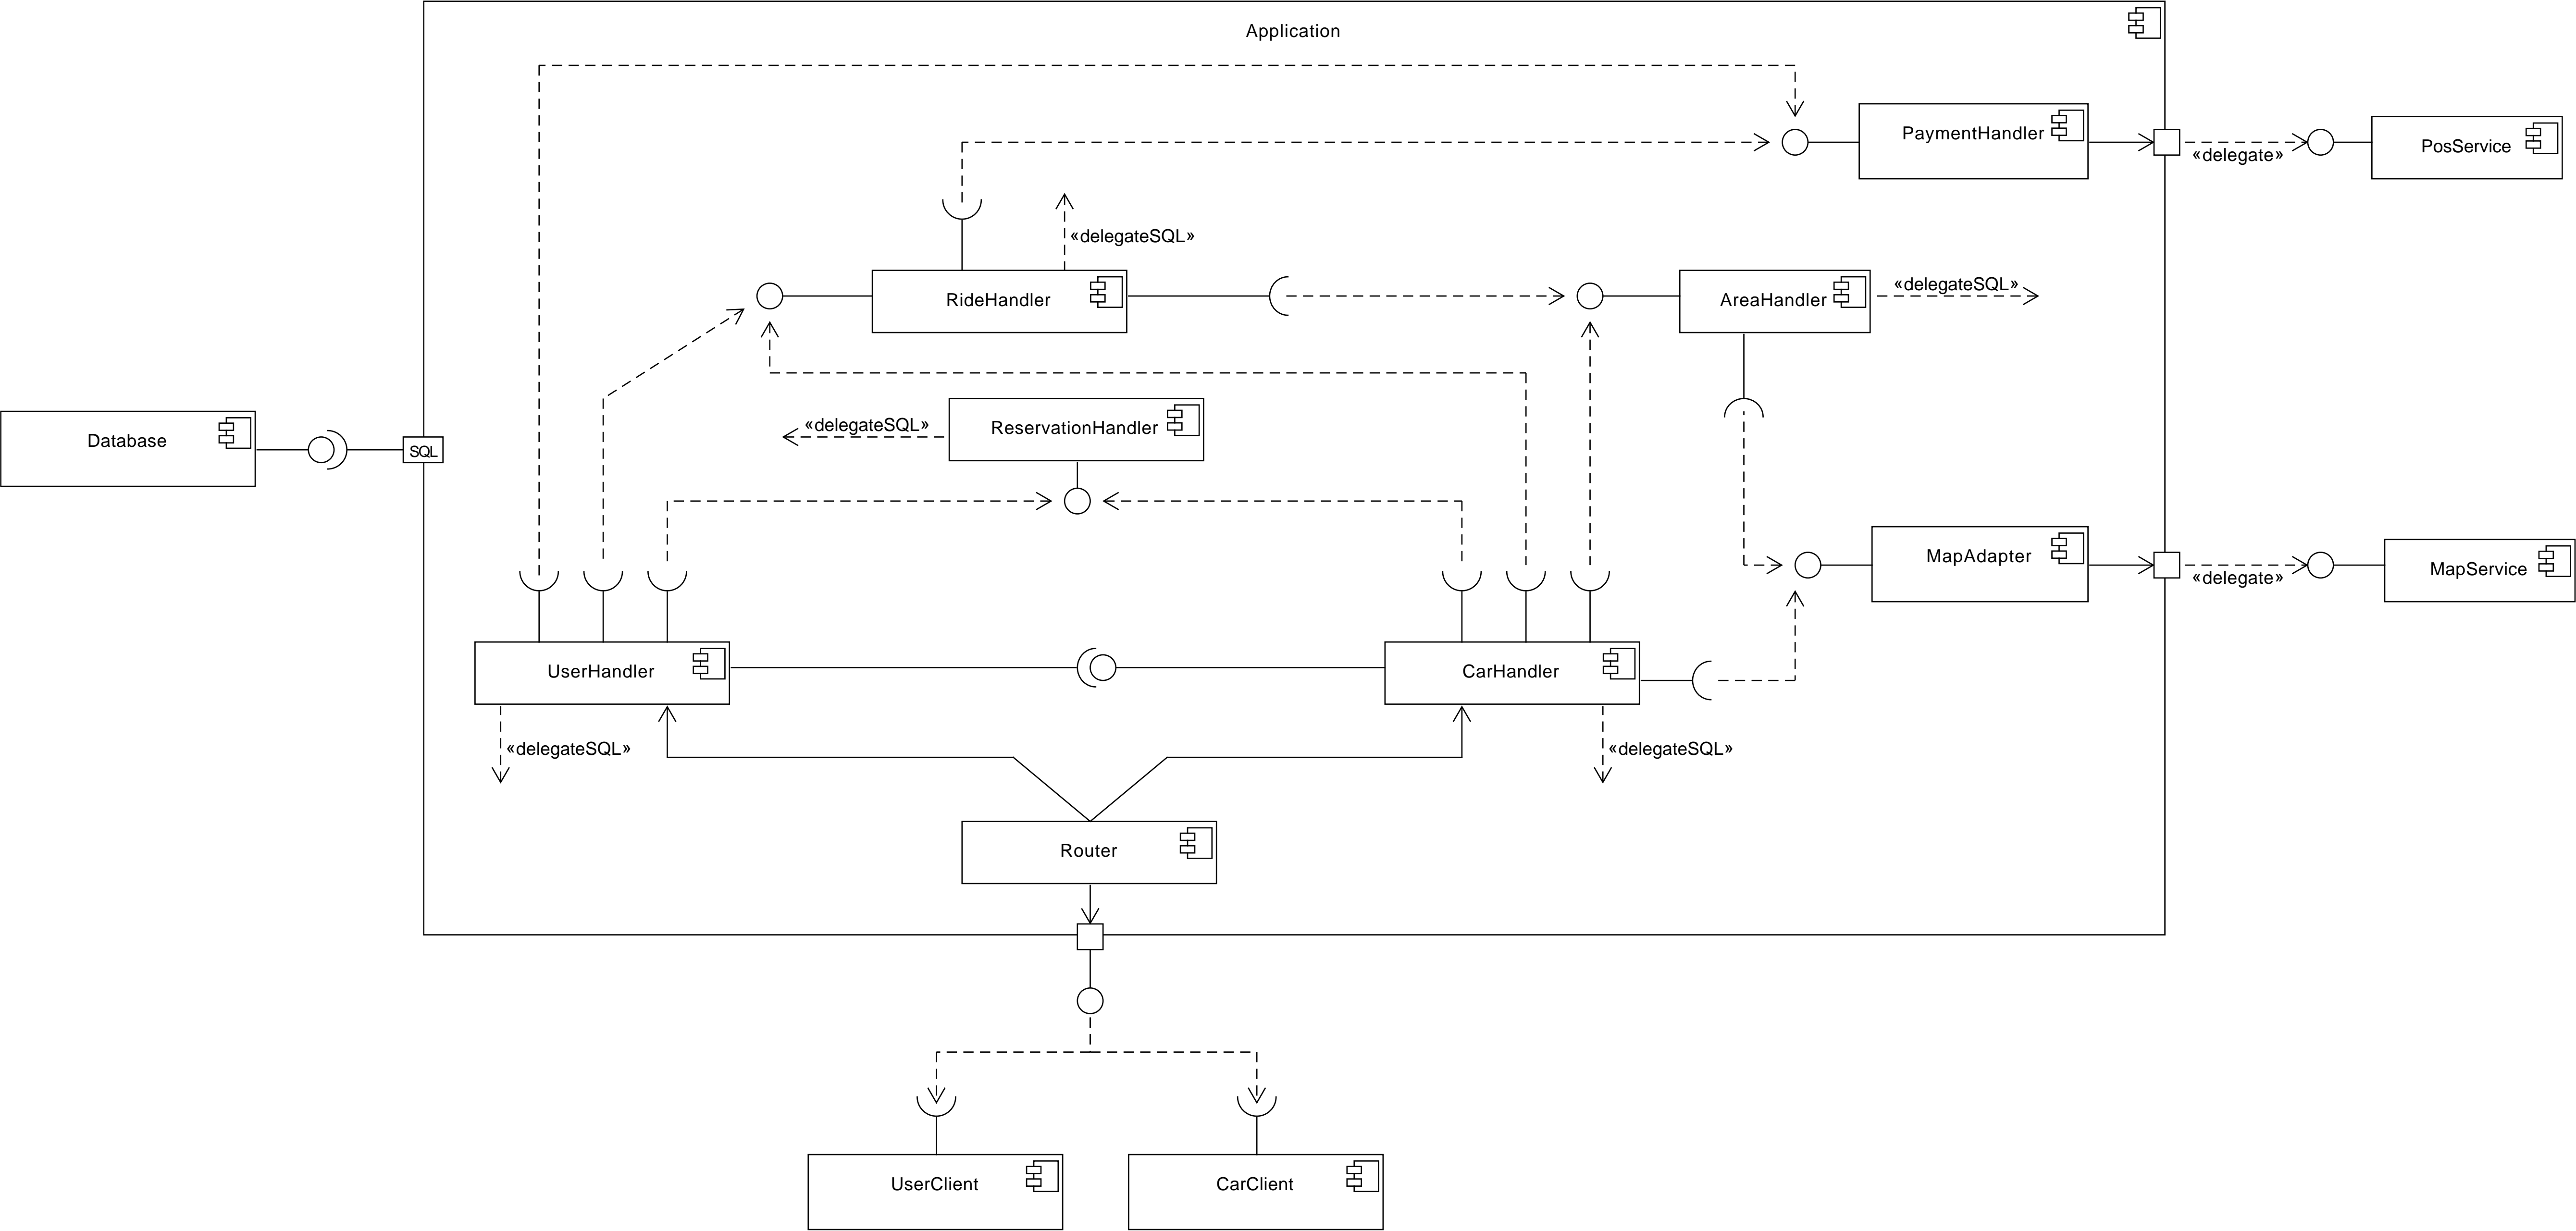 Application
PaymentHandler
PosService
«delegate»
«delegateSQL»
RideHandler
AreaHandler
«delegateSQL»
Database
SQL
«delegateSQL»
ReservationHandler
MapAdapter
MapService
«delegate»
UserHandler
CarHandler
«delegateSQL»
«delegateSQL»
Router
UserClient
CarClient